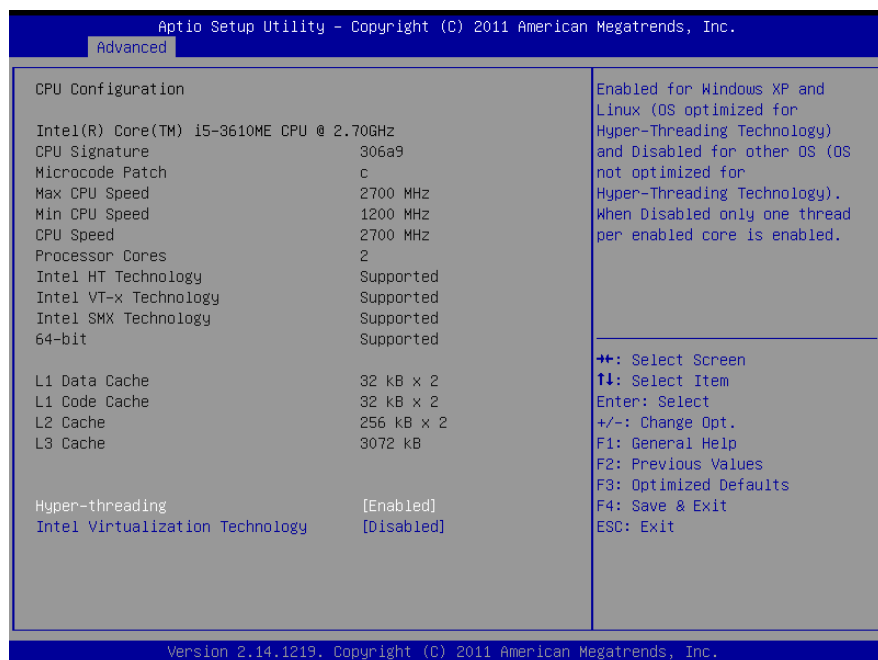 Aptio Setup Utility – Copyright (C) 2011 American Megatrends, Inc.
Advanced
CPU Configuration
Intel(R) Core(TM) i5-3610ME CPU @ 2.70GHz
CPU Signature 306a9
Microcode Patch c
Max CPU Speed 2700 MHz
Min CPU Speed 1200 MHz
CPU Speed 2700 MHz
Processor Cores 2
Intel HT Technology Supported
Intel VT-x Technology Supported
Intel SMX Technology Supported
64-bit Supported
L1 Data Cache 32 kB x 2
L1 Code Cache 32 kB x 2
L2 Cache 256 kB x 2
L3 Cache 3072 kB
Hyper-threading [Enabled]
Intel Virtualization Technology [Disabled]
Enabled for Windows XP and
Linux (OS optimized for
Hyper-Threading Technology)
and Disabled for other OS (OS
not optimized for
Hyper-Threading Technology).
When Disabled only one thread
per enabled core is enabled.
→←: Select Screen
↑↓: Select Item
Enter: Select
+/-: Change Opt.
F1: General Help
F2: Previous Values
F3: Optimized Defaults
F4: Save & Exit
ESC: Exit
Version 2.14.1219. Copyright (C) 2011 American Megatrends, Inc.